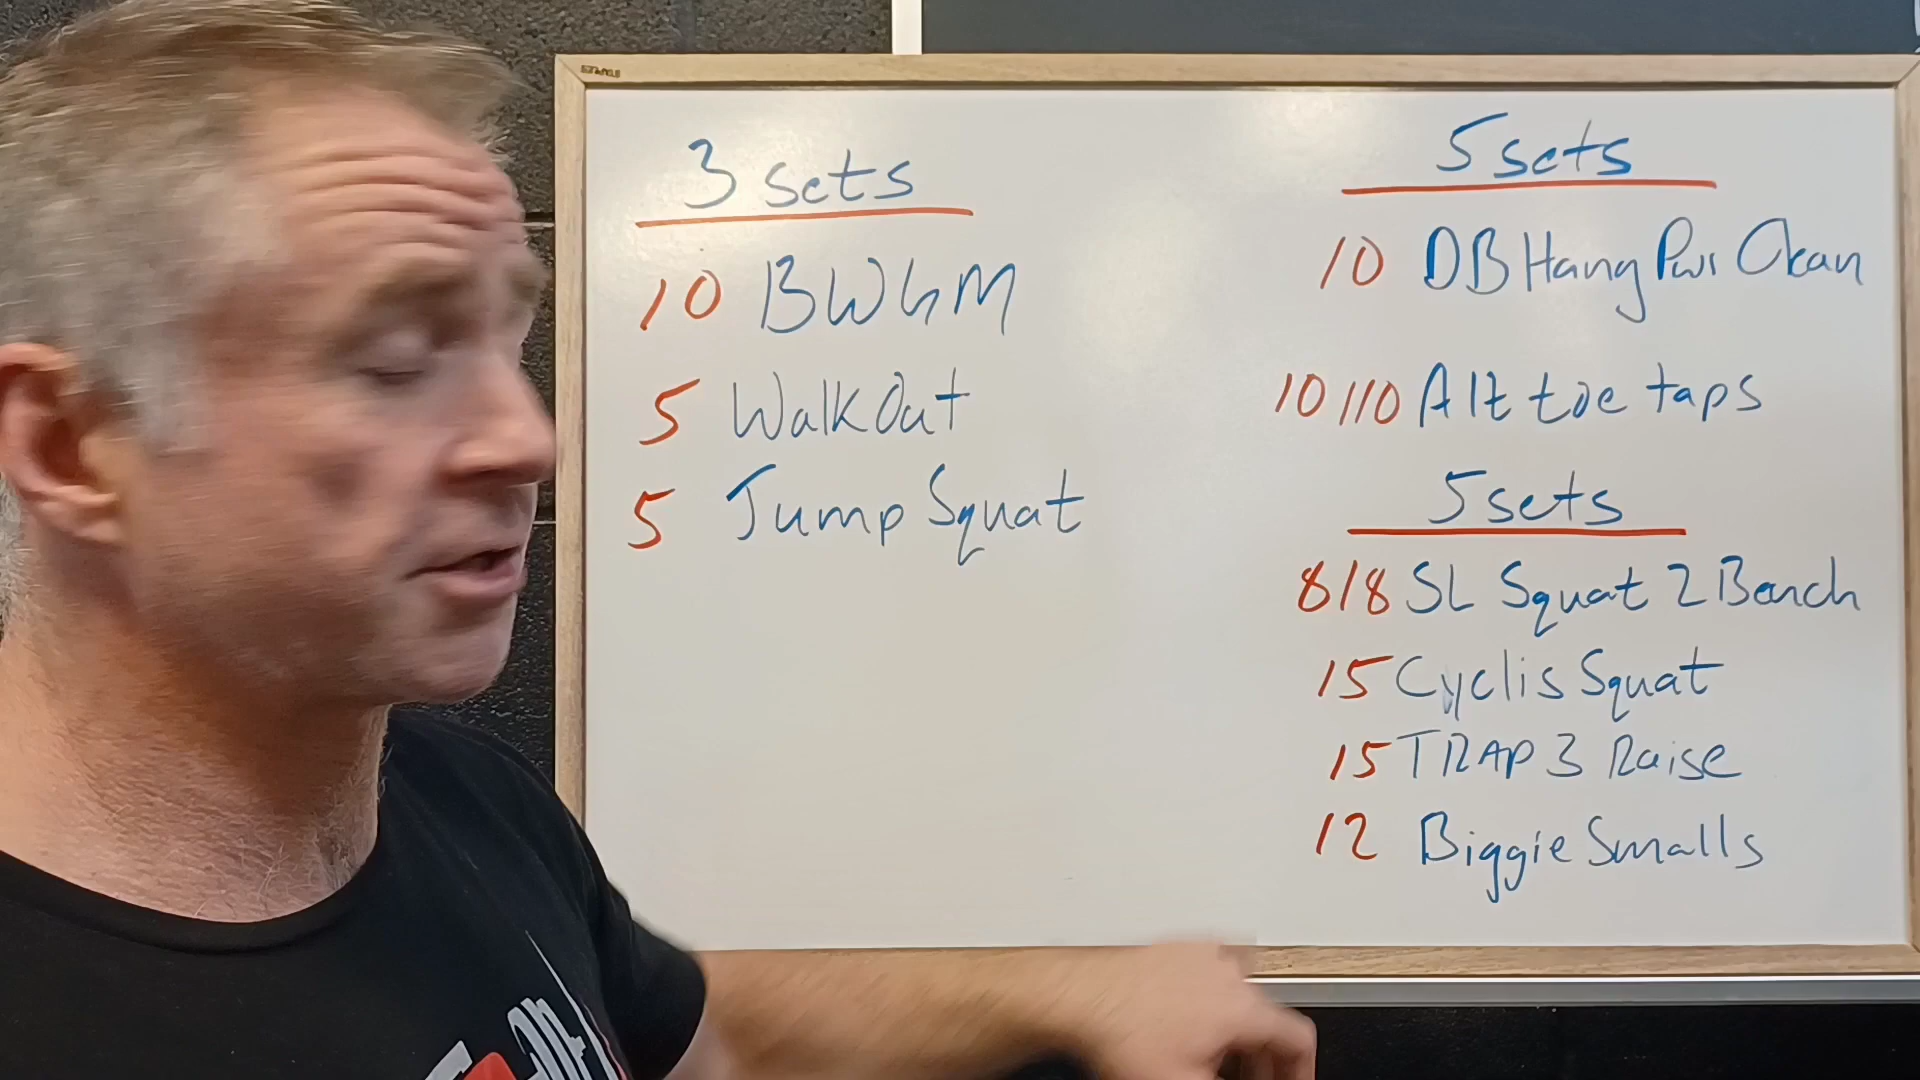 3 sets
10 BWGM
5 Walk Out
5 Jump Squat
5 sets
10 DB Hang Pwr Clean
10/10 Alt toe taps
5 sets
8/8 SL Squat 2 Bench
15 Cyclis Squat
15 TRAP 3 Raise
12 Biggie Smalls